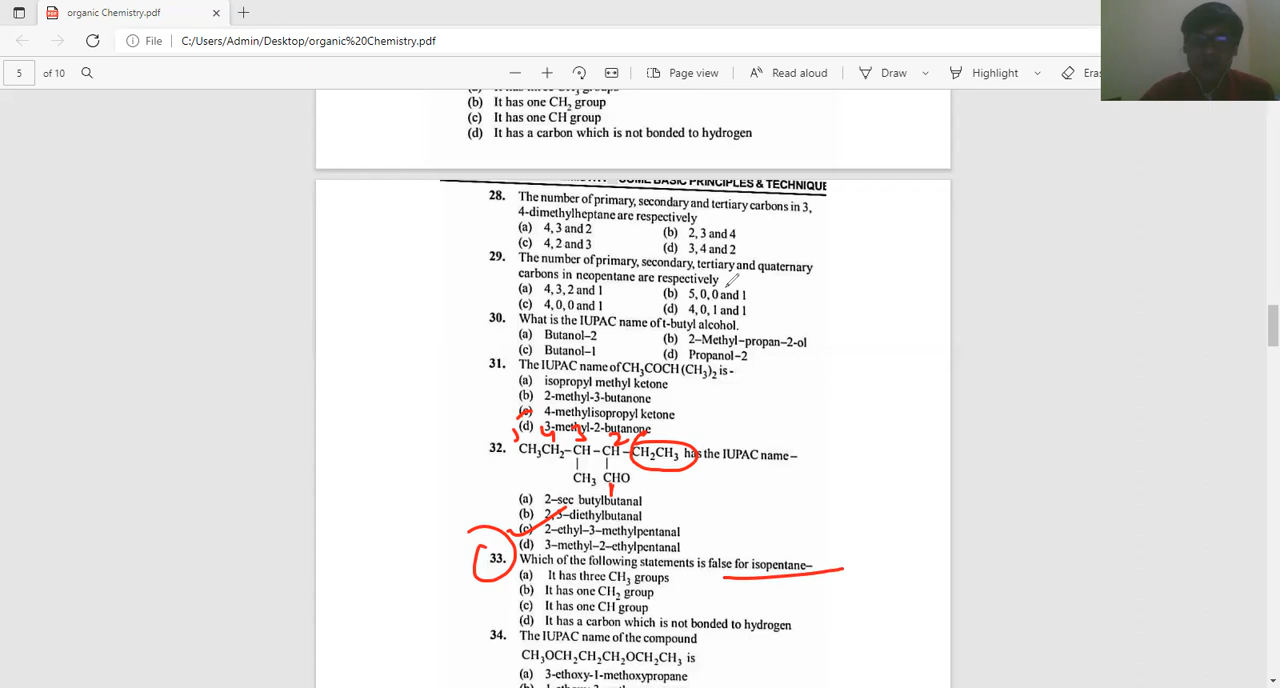 organic Chemistry.pdf
File
C:/Users/Admin/Desktop/organic%20Chemistry.pdf
5 of 10
Page view
Read aloud
Draw
Highlight
Eras
(a) It has three CH3 groups
(b) It has one CH2 group
(c) It has one CH group
(d) It has a carbon which is not bonded to hydrogen
SOME BASIC PRINCIPLES & TECHNIQUE
28. The number of primary, secondary and tertiary carbons in 3,
4-dimethylheptane are respectively
(a) 4, 3 and 2 (b) 2, 3 and 4
(c) 4, 2 and 3 (d) 3, 4 and 2
29. The number of primary, secondary, tertiary and quaternary
carbons in neopentane are respectively
(a) 4, 3, 2 and 1 (b) 5, 0, 0 and 1
(c) 4, 0, 0 and 1 (d) 4, 0, 1 and 1
30. What is the IUPAC name of t-butyl alcohol.
(a) Butanol–2 (b) 2–Methyl–propan–2-ol
(c) Butanol–1 (d) Propanol–2
31. The IUPAC name of CH3COCH(CH3)2 is -
(a) isopropyl methyl ketone
(b) 2-methyl-3-butanone
(c) 4-methylisopropyl ketone
(d) 3-methyl-2-butanone
5 4 3 2
32. CH3CH2–CH–CH–CH2CH3 has the IUPAC name–
CH3 CHO
1
(a) 2–sec butylbutanal
(b) 2,3–diethylbutanal
(c) 2–ethyl–3–methylpentanal
(d) 3–methyl–2–ethylpentanal
33. Which of the following statements is false for isopentane–
(a) It has three CH3 groups
(b) It has one CH2 group
(c) It has one CH group
(d) It has a carbon which is not bonded to hydrogen
34. The IUPAC name of the compound
CH3OCH2CH2CH2OCH2CH3 is
(a) 3-ethoxy-1-methoxypropane